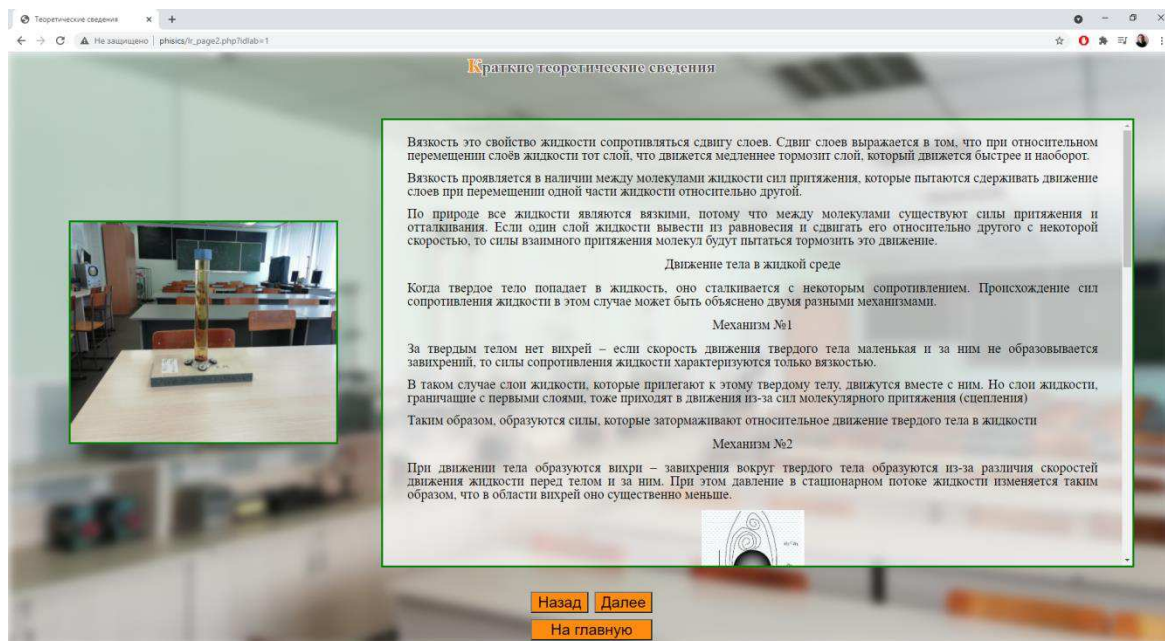 Теоретические сведения
Не защищено phisics/lr_page2.php?idlab=1
Краткие теоретические сведения
Вязкость это свойство жидкости сопротивляться сдвигу слоев. Сдвиг слоев выражается в том, что при относительном
перемещении слоёв жидкости тот слой, что движется медленнее тормозит слой, который движется быстрее и наоборот.
Вязкость проявляется в наличии между молекулами жидкости сил притяжения, которые пытаются сдерживать движение
слоев при перемещении одной части жидкости относительно другой.
По природе все жидкости являются вязкими, потому что между молекулами существуют силы притяжения и
отталкивания. Если один слой жидкости вывести из равновесия и сдвигать его относительно другого с некоторой
скоростью, то силы взаимного притяжения молекул будут пытаться тормозить это движение.
Движение тела в жидкой среде
Когда твердое тело попадает в жидкость, оно сталкивается с некоторым сопротивлением. Происхождение сил
сопротивления жидкости в этом случае может быть объяснено двумя разными механизмами.
Механизм №1
За твердым телом нет вихрей – если скорость движения твердого тела маленькая и за ним не образовывается
завихрений, то силы сопротивления жидкости характеризуются только вязкостью.
В таком случае слои жидкости, которые прилегают к этому твердому телу, движутся вместе с ним. Но слои жидкости,
граничащие с первыми слоями, тоже приходят в движения из-за сил молекулярного притяжения (сцепления)
Таким образом, образуются силы, которые затормаживают относительное движение твердого тела в жидкости
Механизм №2
При движении тела образуются вихри – завихрения вокруг твердого тела образуются из-за различия скоростей
движения жидкости перед телом и за ним. При этом давление в стационарном потоке жидкости изменяется таким
образом, что в области вихрей оно существенно меньше.
Назад Далее
На главную